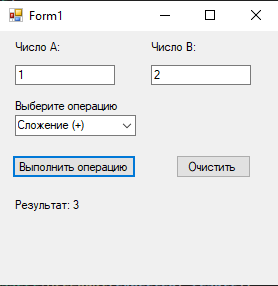 Form1
Число А: Число В:
1 2
Выберите операцию
Сложение (+)
Выполнить операцию Очистить
Результат: 3